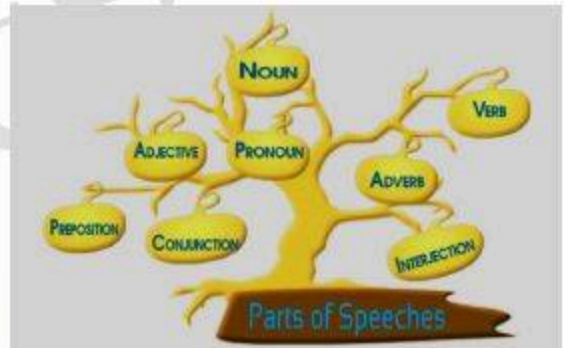 NOUN
VERB
ADJECTIVE
PRONOUN
ADVERB
PREPOSITION
CONJUNCTION
INTERJECTION
Parts of Speeches